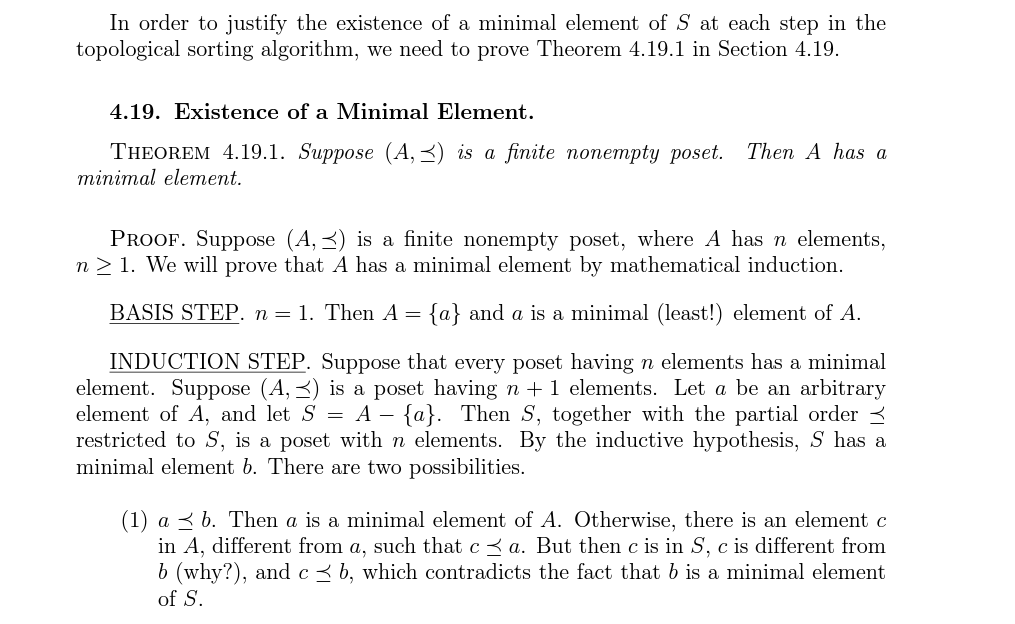 In order to justify the existence of a minimal element of S at each step in the
topological sorting algorithm, we need to prove Theorem 4.19.1 in Section 4.19.
4.19. Existence of a Minimal Element.
THEOREM 4.19.1. Suppose (A, ⪯) is a finite nonempty poset. Then A has a
minimal element.
PROOF. Suppose (A, ⪯) is a finite nonempty poset, where A has n elements,
n ≥ 1. We will prove that A has a minimal element by mathematical induction.
BASIS STEP. n = 1. Then A = {a} and a is a minimal (least!) element of A.
INDUCTION STEP. Suppose that every poset having n elements has a minimal
element. Suppose (A, ⪯) is a poset having n + 1 elements. Let a be an arbitrary
element of A, and let S = A − {a}. Then S, together with the partial order ⪯
restricted to S, is a poset with n elements. By the inductive hypothesis, S has a
minimal element b. There are two possibilities.
(1) a ⪯ b. Then a is a minimal element of A. Otherwise, there is an element c
in A, different from a, such that c ⪯ a. But then c is in S, c is different from
b (why?), and c ⪯ b, which contradicts the fact that b is a minimal element
of S.